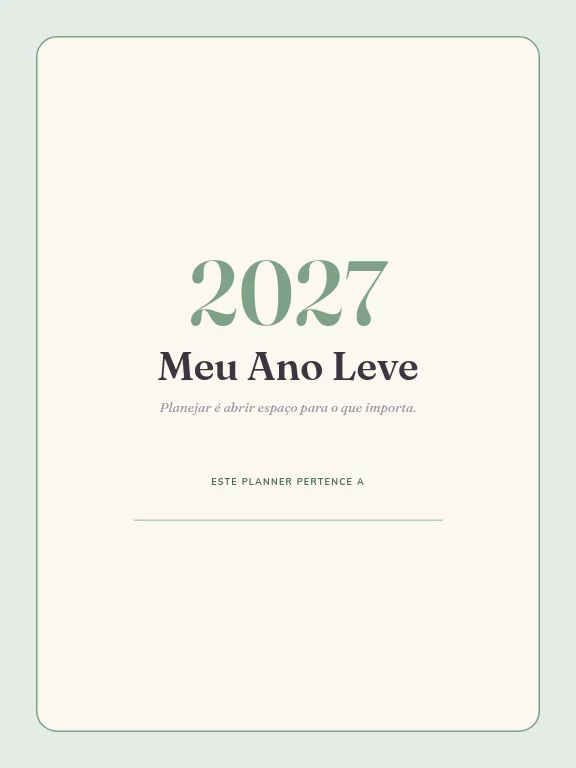 2027
Meu Ano Leve
Planejar é abrir espaço para o que importa.
ESTE PLANNER PERTENCE A